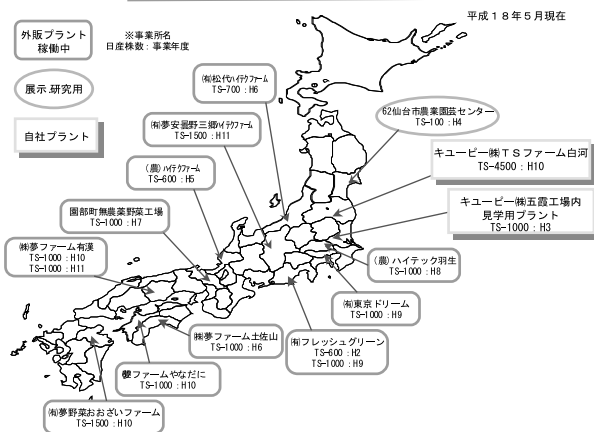 平成１８年５月現在
外販プラント
稼働中
※事業所名
日産株数：事業年度
展示.研究用
自社プラント
㈲松代ﾊｲﾃｸﾌｧｰﾑ
TS-700：H6
㈲夢安曇野三郷ﾊｲﾃｸﾌｧｰﾑ
TS-1500：H11
62仙台市農業園芸センター
TS-100：H4
（農）ﾊｲﾃｸﾌｧｰﾑ
TS-600：H5
キユーピー㈱ＴＳファーム白河
TS-4500：H10
キユーピー㈱五霞工場内
見学用プラント
TS-1000：H3
園部町無農薬野菜工場
TS-1000：H7
㈱夢ファーム有漢
TS-1000：H10
TS-1000：H11
（農）ハイテック羽生
TS-1000：H8
㈲東京ドリーム
TS-1000：H9
㈱夢ファーム土佐山
TS-1000：H6
㈲フレッシュグリーン
TS-600：H2
TS-1000：H9
ファームやなだに
TS-1000：H10
㈲夢野菜おおざいファーム
TS-1500：H10